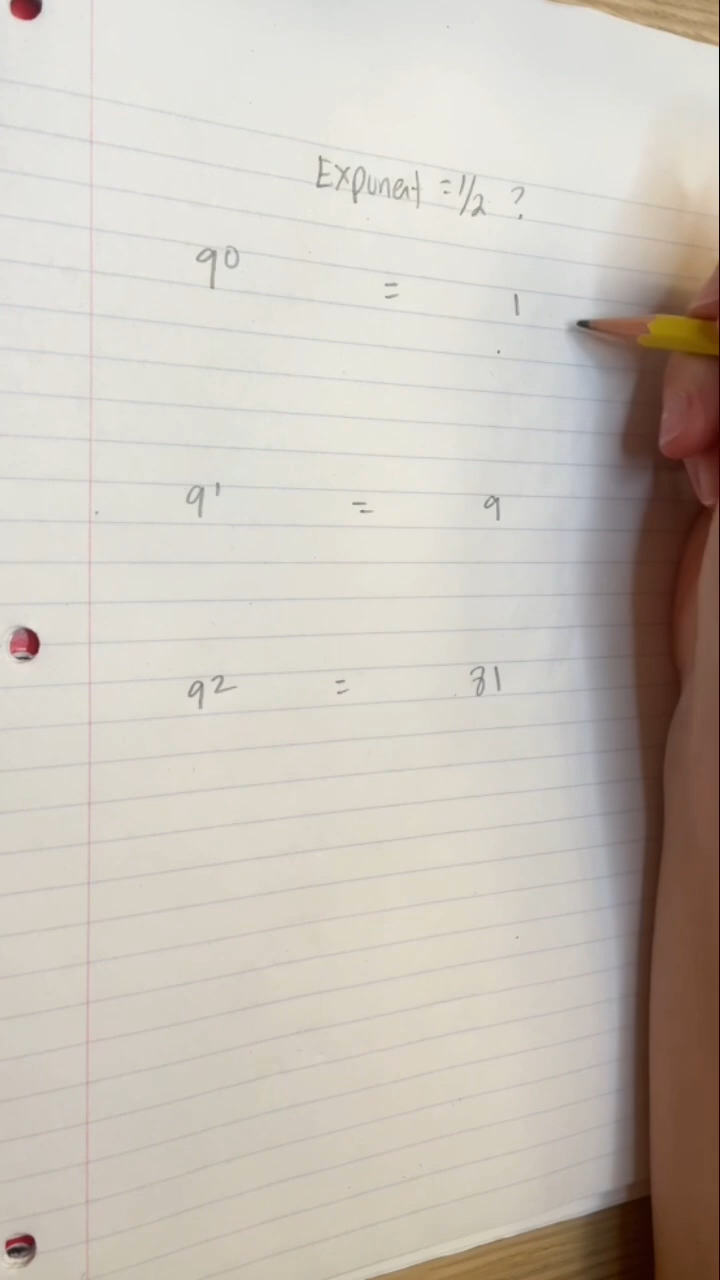 Exponent = 1/2 ?
9⁰ = 1
9¹ = 9
9² = 81